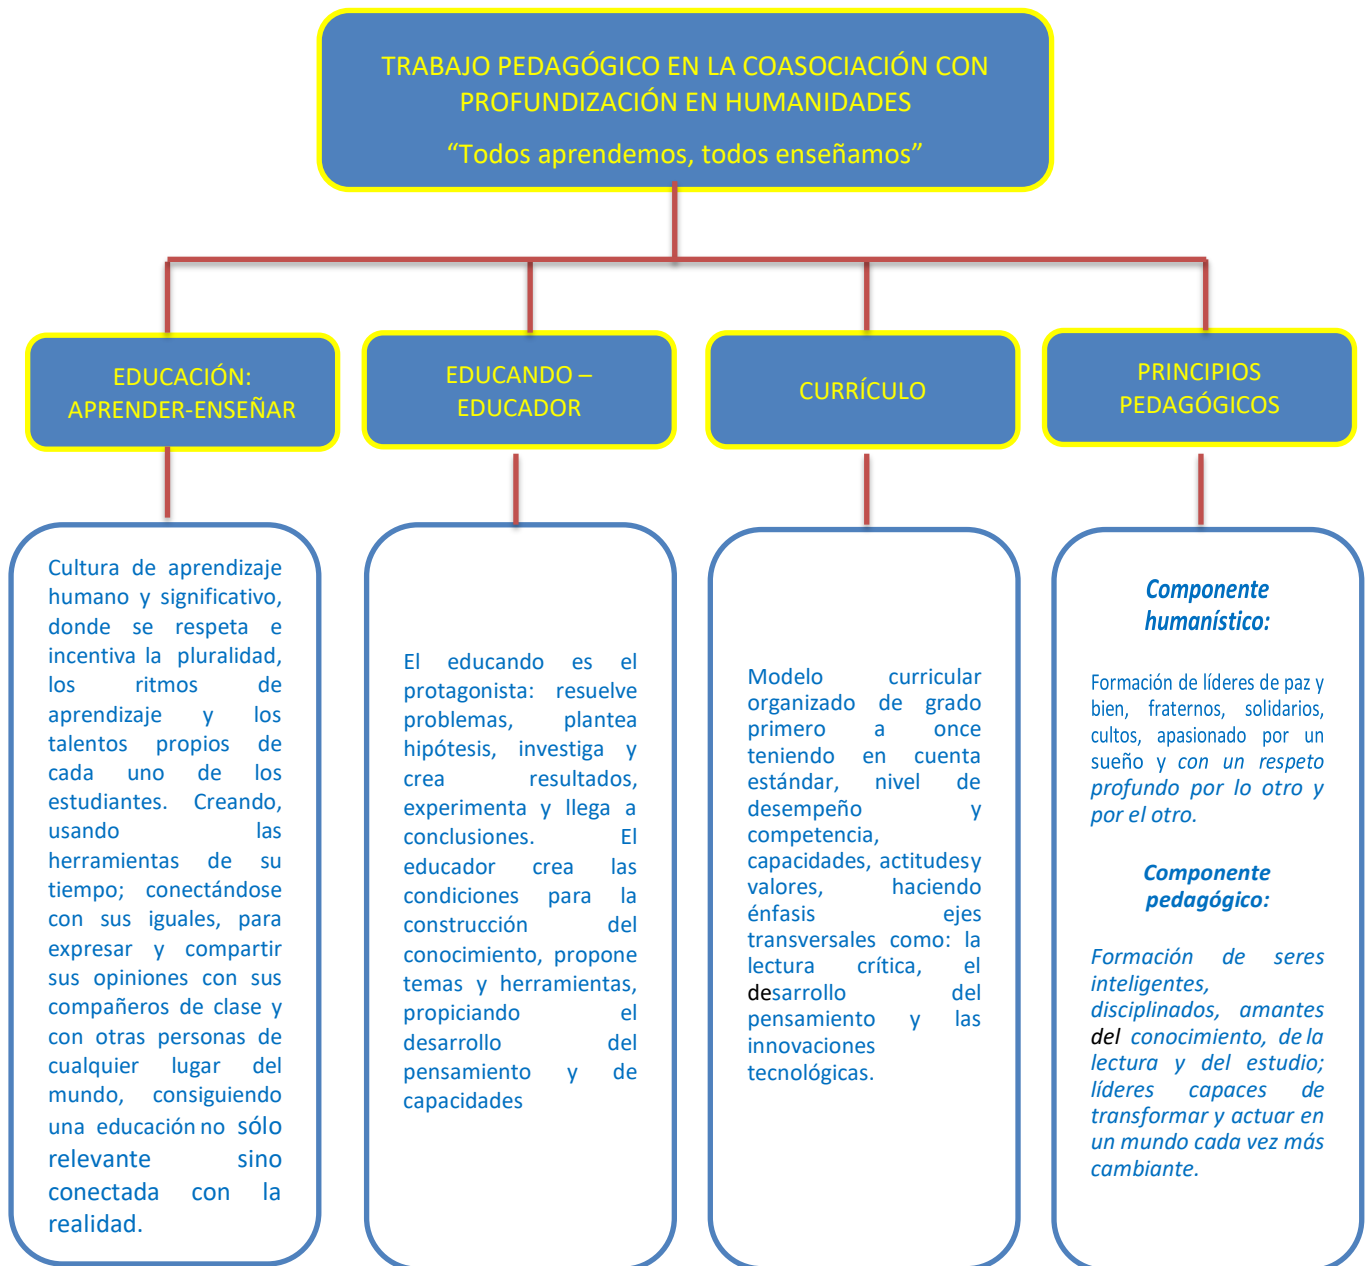 TRABAJO PEDAGÓGICO EN LA COASOCIACIÓN CON
PROFUNDIZACIÓN EN HUMANIDADES
“Todos aprendemos, todos enseñamos”
EDUCACIÓN:
APRENDER-ENSEÑAR
EDUCANDO –
EDUCADOR
CURRÍCULO
PRINCIPIOS
PEDAGÓGICOS
Cultura de aprendizaje
humano y significativo,
donde se respeta e
incentiva la pluralidad,
los ritmos de
aprendizaje y los
talentos propios de
cada uno de los
estudiantes. Creando,
usando las
herramientas de su
tiempo; conectándose
con sus iguales, para
expresar y compartir
sus opiniones con sus
compañeros de clase y
con otras personas de
cualquier lugar del
mundo, consiguiendo
una educación no sólo
relevante sino
conectada con la
realidad.
El educando es el
protagonista: resuelve
problemas, plantea
hipótesis, investiga y
crea resultados,
experimenta y llega a
conclusiones. El
educador crea las
condiciones para la
construcción del
conocimiento, propone
temas y herramientas,
propiciando el
desarrollo del
pensamiento y de
capacidades
Modelo curricular
organizado de grado
primero a once
teniendo en cuenta
estándar, nivel de
desempeño y
competencia,
capacidades, actitudesy
valores, haciendo
énfasis ejes
transversales como: la
lectura crítica, el
desarrollo del
pensamiento y las
innovaciones
tecnológicas.
Componente
humanístico:
Formación de líderes de paz y
bien, fraternos, solidarios,
cultos, apasionado por un
sueño y con un respeto
profundo por lo otro y
por el otro.
Componente
pedagógico:
Formación de seres
inteligentes,
disciplinados, amantes
del conocimiento, de la
lectura y del estudio;
líderes capaces de
transformar y actuar en
un mundo cada vez más
cambiante.